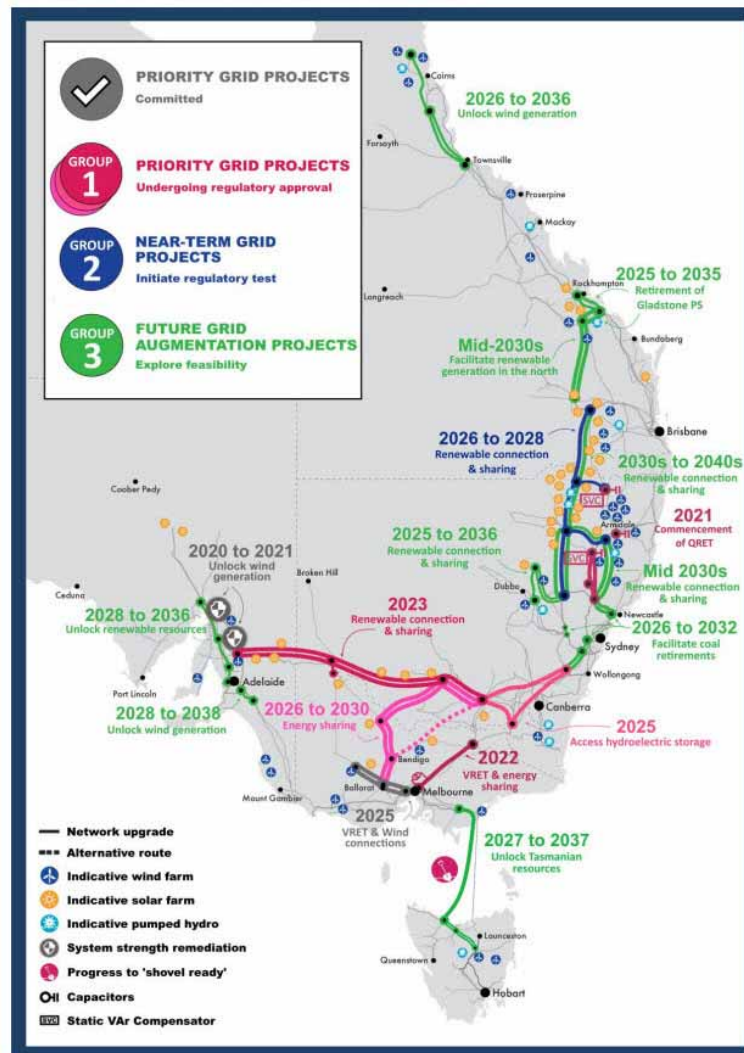 PRIORITY GRID PROJECTS
Committed
GROUP
1
PRIORITY GRID PROJECTS
Undergoing regulatory approval
GROUP
2
NEAR-TERM GRID
PROJECTS
Initiate regulatory test
GROUP
3
FUTURE GRID
AUGMENTATION PROJECTS
Explore feasibility
Cairns
2026 to 2036
Unlock wind generation
Forsayth
Townsville
Proserpine
Mackay
Longreach
Rockhampton
2025 to 2035
Retirement of
Gladstone PS
Mid-2030s
Facilitate renewable
generation in the north
Bundaberg
Brisbane
2026 to 2028
Renewable connection
& sharing
2030s to 2040s
Renewable connection
& sharing
SVC
Coober Pedy
2021
Commencement
of QRET
Armidale
2025 to 2036
Renewable connection
& sharing
SVC
2020 to 2021
Unlock wind
generation
Broken Hill
Dubbo
Mid 2030s
Renewable connection
& sharing
Ceduna
2028 to 2036
Unlock renewable resources
Newcastle
2023
Renewable connection
& sharing
2026 to 2032
Facilitate coal
retirements
Sydney
Wollongong
Adelaide
Port Lincoln
2026 to 2030
Energy sharing
Canberra
2028 to 2038
Unlock wind generation
2025
Access hydroelectric storage
Bendigo
2022
VRET & energy
sharing
Mount Gambier
Ballarat
Melbourne
2025
VRET & Wind
connections
2027 to 2037
Unlock Tasmanian
resources
Launceston
Queenstown
Hobart
Network upgrade
Alternative route
Indicative wind farm
Indicative solar farm
Indicative pumped hydro
System strength remediation
Progress to 'shovel ready'
Capacitors
SVC Static VAr Compensator